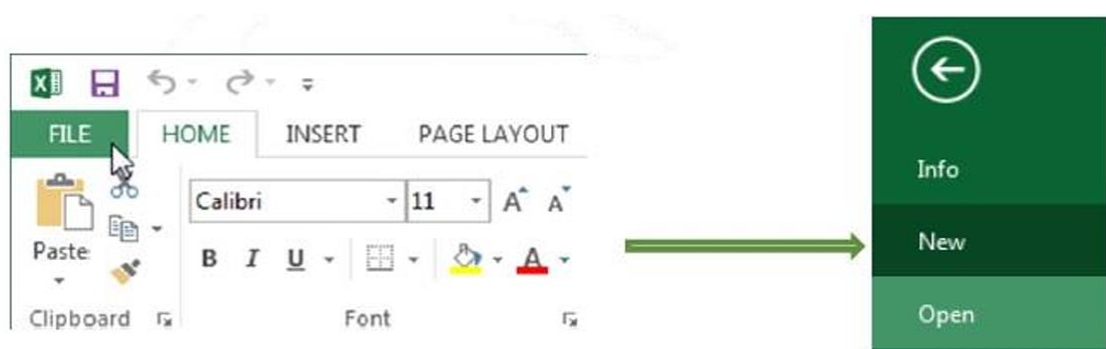 FILE HOME INSERT PAGE LAYOUT
Calibri 11
Paste
B I U
Clipboard Font
Info
New
Open